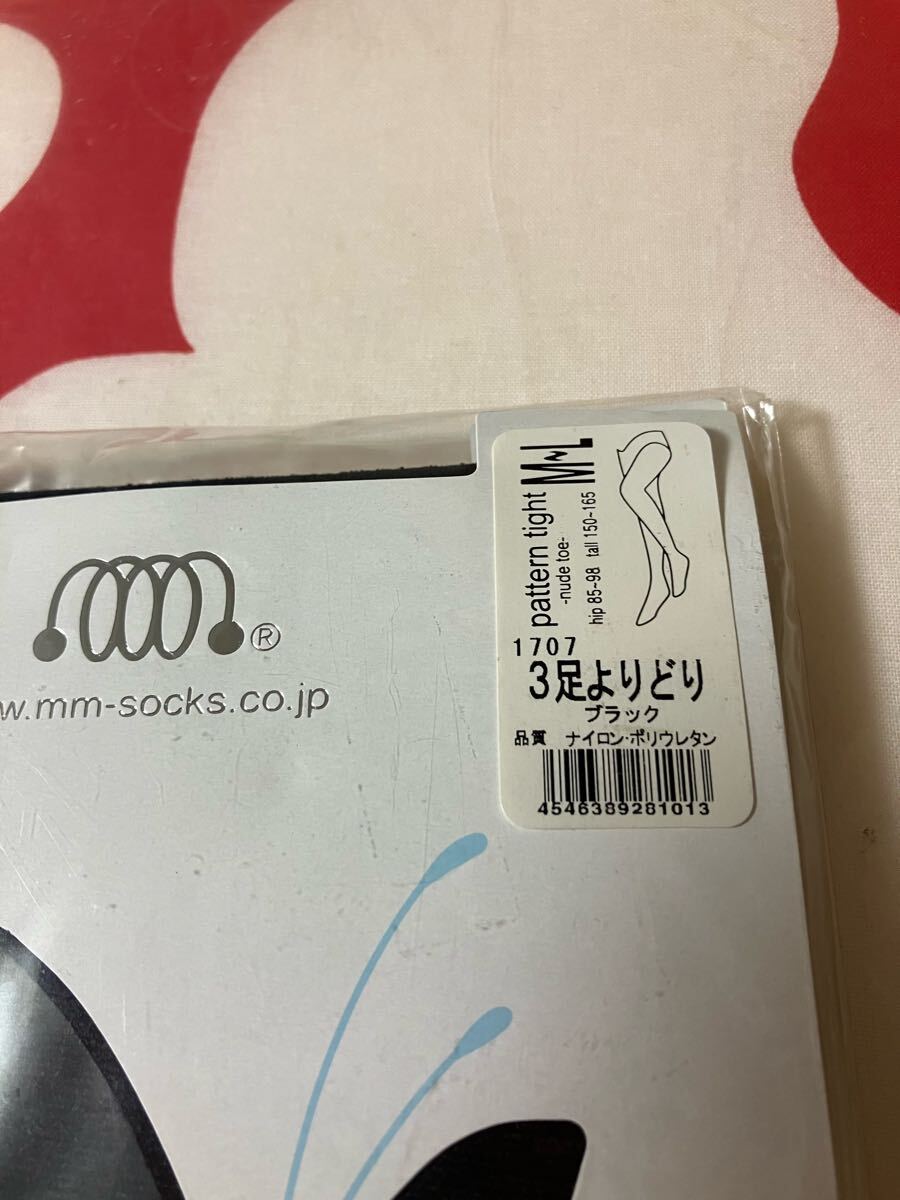 ®
w.mm-socks.co.jp
pattern tight
-nude toe-
M~L
hip 85~98 tall 150~165
1707
3足よりどり
ブラック
品質 ナイロン・ポリウレタン
4546389281013